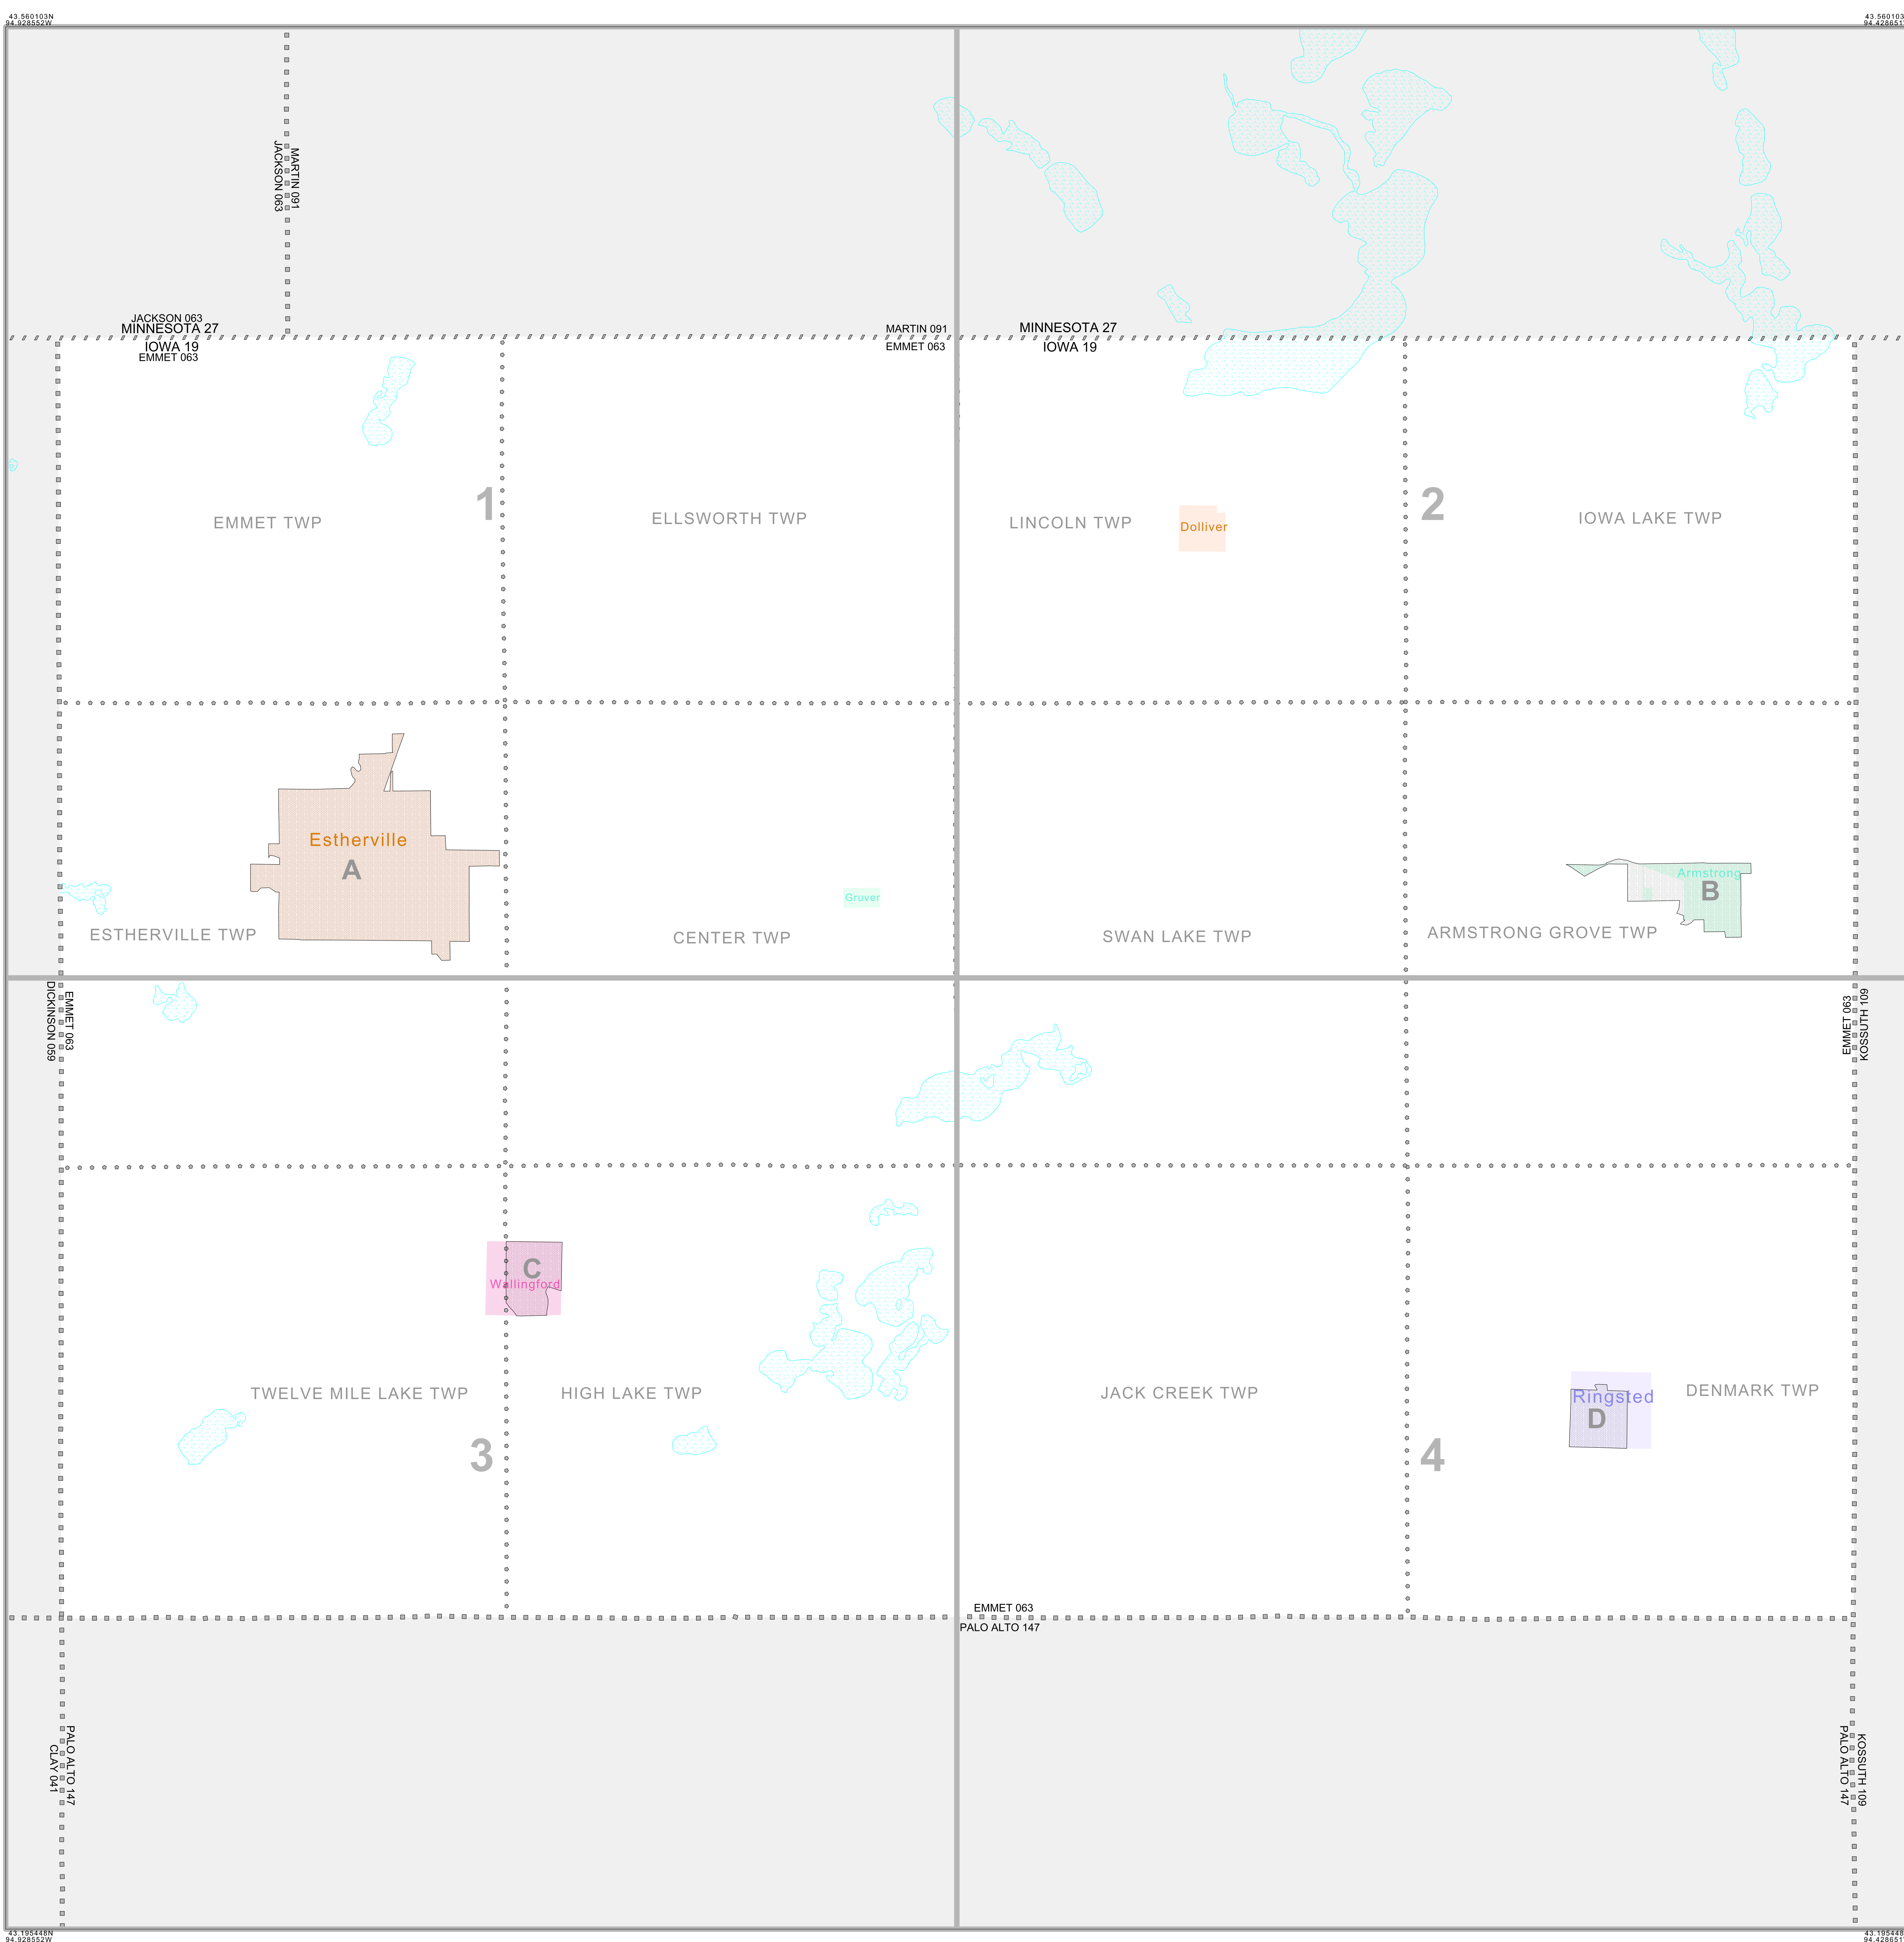 43.560103N
94.928552W
43.560103
94.428651
JACKSON 063
MARTIN 091
JACKSON 063
MINNESOTA 27
IOWA 19
EMMET 063
MARTIN 091
EMMET 063
MINNESOTA 27
IOWA 19
1
2
EMMET TWP
ELLSWORTH TWP
LINCOLN TWP
Dolliver
IOWA LAKE TWP
Estherville
A
Gruver
Armstrong
B
ESTHERVILLE TWP
CENTER TWP
SWAN LAKE TWP
ARMSTRONG GROVE TWP
DICKINSON 059
EMMET 063
EMMET 063
KOSSUTH 109
C
Wallingford
TWELVE MILE LAKE TWP
HIGH LAKE TWP
JACK CREEK TWP
Ringsted
D
DENMARK TWP
3
4
EMMET 063
PALO ALTO 147
CLAY 041
PALO ALTO 147
PALO ALTO 147
KOSSUTH 109
43.195448N
94.928552W
43.195448
94.428651